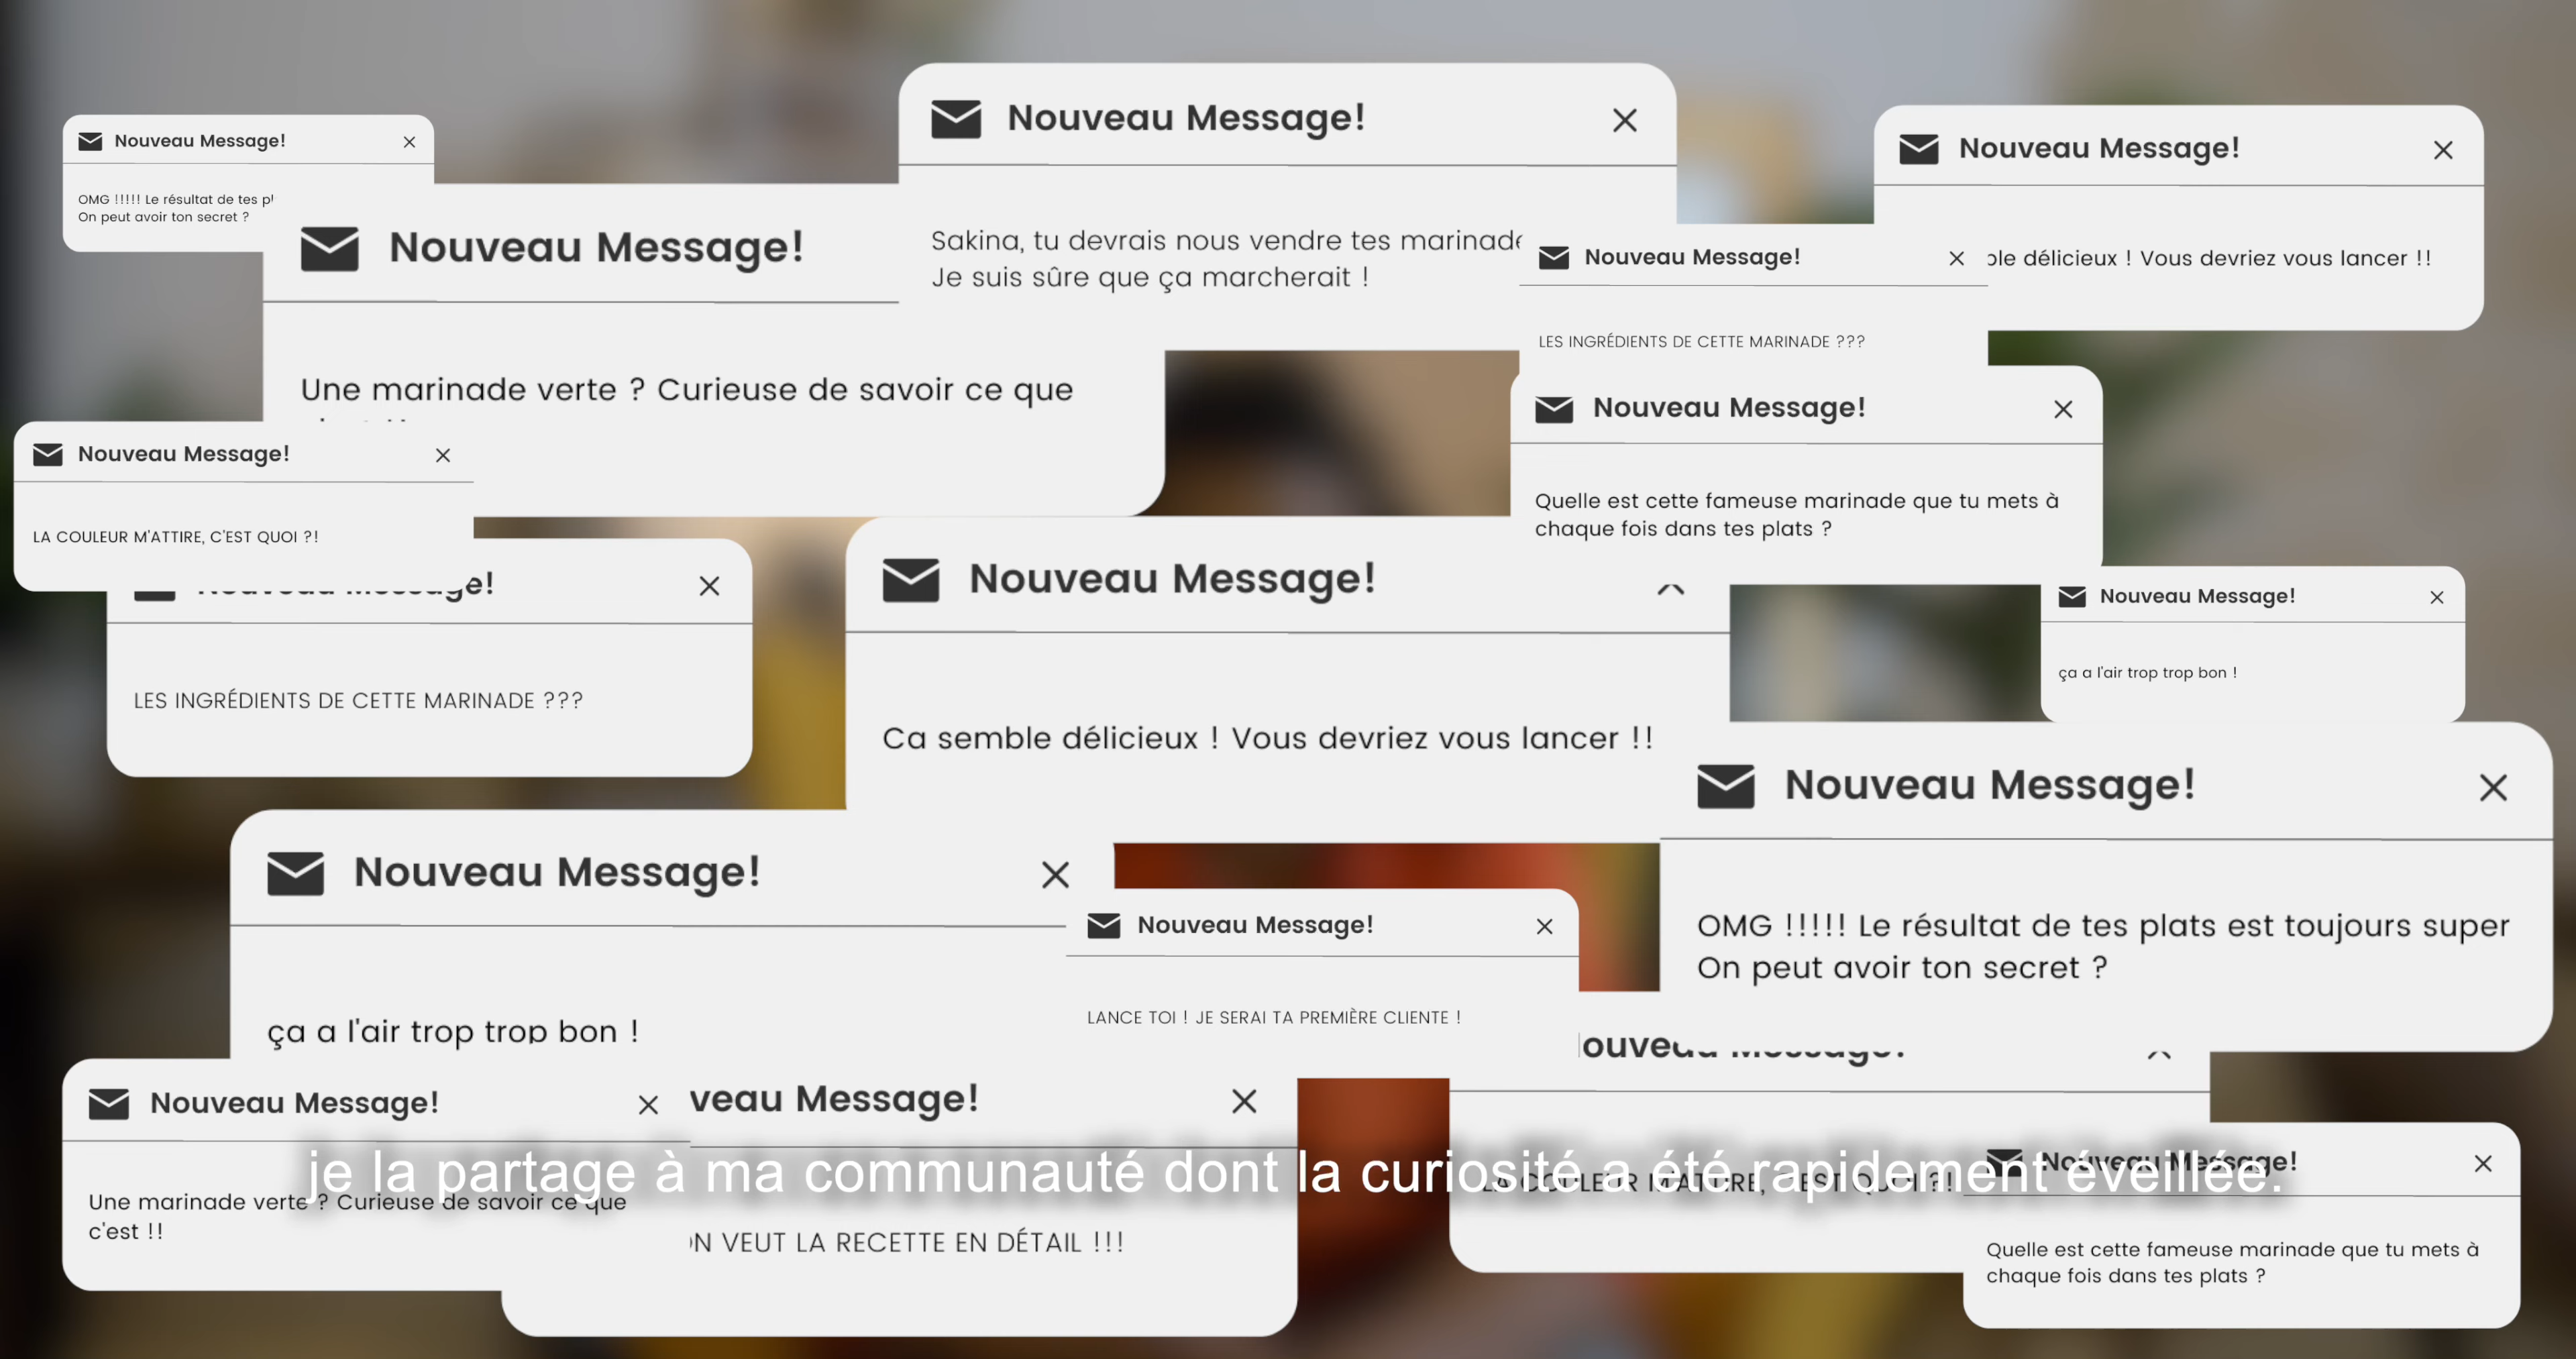 Nouveau Message!
OMG !!!!! Le résultat de tes
On peut avoir ton secret ?
Nouveau Message!
Une marinade verte ? Curieuse de savoir ce que
Nouveau Message!
Sakina, tu devrais nous vendre tes
Je suis sûre que ça marcherait !
Nouveau Message!
délicieux ! Vous devriez vous lancer !!
Nouveau Message!
LES INGRÉDIENTS DE CETTE MARINADE ???
Nouveau Message!
Quelle est cette fameuse marinade que tu mets à
chaque fois dans tes plats ?
Nouveau Message!
LA COULEUR M'ATTIRE, C'EST QUOI ?!
LES INGRÉDIENTS DE CETTE MARINADE ???
Nouveau Message!
Ca semble délicieux ! Vous devriez vous lancer !!
Nouveau Message!
ça a l'air trop trop bon !
Nouveau Message!
OMG !!!!! Le résultat de tes plats est toujours super
On peut avoir ton secret ?
Nouveau Message!
ça a l'air trop trop bon !
Nouveau Message!
LANCE TOI ! JE SERAI TA PREMIÈRE CLIENTE !
Nouveau Message!
Une marinade verte ? Curieuse de savoir ce que
c'est !!
Message!
VEUT LA RECETTE EN DÉTAIL !!!
Nouveau Message!
Quelle est cette fameuse marinade que tu mets à
chaque fois dans tes plats ?
je la partage à ma communauté dont la curiosité a été rapidement éveillée.